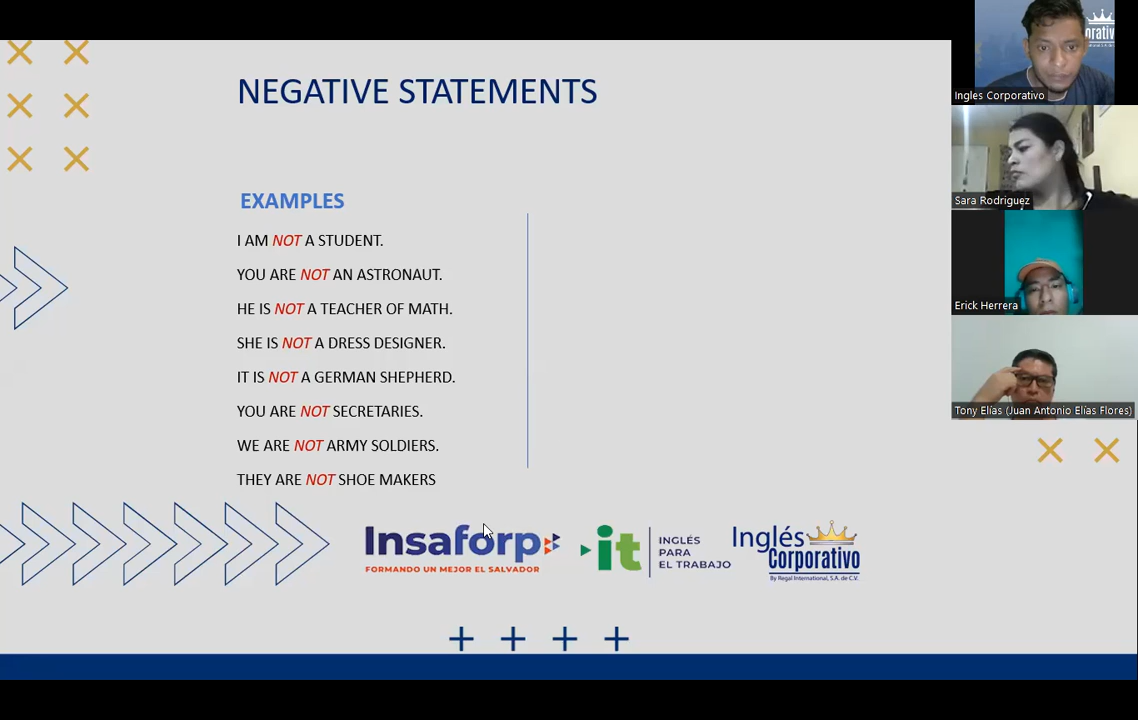 NEGATIVE STATEMENTS
EXAMPLES
I AM NOT A STUDENT.
YOU ARE NOT AN ASTRONAUT.
HE IS NOT A TEACHER OF MATH.
SHE IS NOT A DRESS DESIGNER.
IT IS NOT A GERMAN SHEPHERD.
YOU ARE NOT SECRETARIES.
WE ARE NOT ARMY SOLDIERS.
THEY ARE NOT SHOE MAKERS
Insaforp
FORMANDO UN MEJOR EL SALVADOR
it
INGLÉS
PARA
EL TRABAJO
Inglés
Corporativo
By Regal International, S.A. de C.V.
Ingles Corporativo
Sara Rodriguez
Erick Herrera
Tony Elías (Juan Antonio Elías Flores)